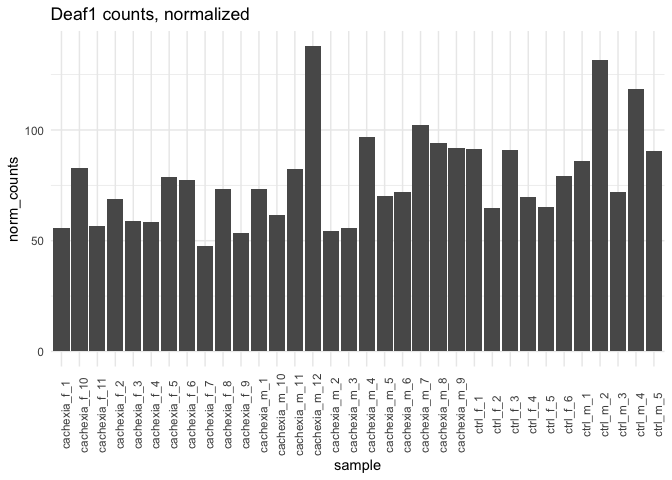 Deaf1 counts, normalized
norm_counts
100
50
0
cachexia_f_1
cachexia_f_10
cachexia_f_11
cachexia_f_2
cachexia_f_3
cachexia_f_4
cachexia_f_5
cachexia_f_6
cachexia_f_7
cachexia_f_8
cachexia_f_9
cachexia_m_1
cachexia_m_10
cachexia_m_11
cachexia_m_12
cachexia_m_2
cachexia_m_3
cachexia_m_4
cachexia_m_5
cachexia_m_6
cachexia_m_7
cachexia_m_8
cachexia_m_9
ctrl_f_1
ctrl_f_2
ctrl_f_3
ctrl_f_4
ctrl_f_5
ctrl_f_6
ctrl_m_1
ctrl_m_2
ctrl_m_3
ctrl_m_4
ctrl_m_5
sample